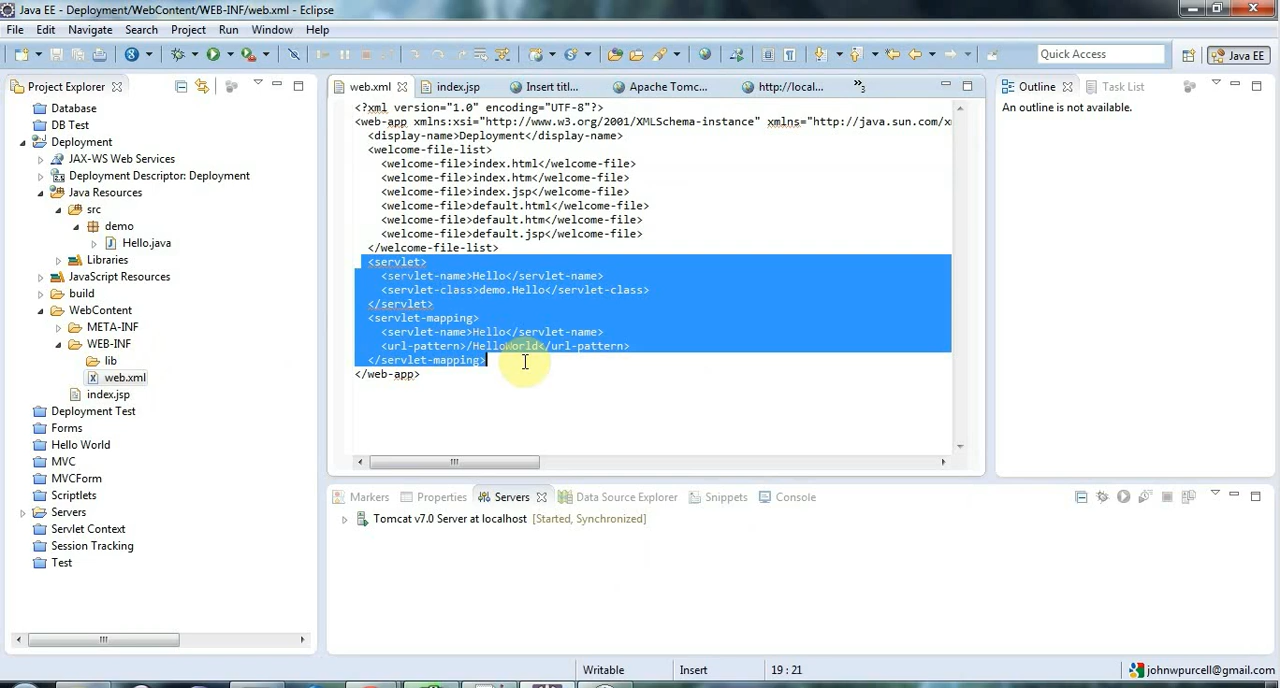 Java EE - Deployment/WebContent/WEB-INF/web.xml - Eclipse
File Edit Navigate Search Project Run Window Help
Quick Access
Java EE
Project Explorer
Database
DB Test
Deployment
JAX-WS Web Services
Deployment Descriptor: Deployment
Java Resources
src
demo
Hello.java
Libraries
JavaScript Resources
build
WebContent
META-INF
WEB-INF
lib
web.xml
index.jsp
Deployment Test
Forms
Hello World
MVC
MVCForm
Scriptlets
Servers
Servlet Context
Session Tracking
Test
web.xml index.jsp Insert titl... Apache Tomc... http://local... »3
<?xml version="1.0" encoding="UTF-8"?>
<web-app xmlns:xsi="http://www.w3.org/2001/XMLSchema-instance" xmlns="http://java.sun.com/x
<display-name>Deployment</display-name>
<welcome-file-list>
<welcome-file>index.html</welcome-file>
<welcome-file>index.htm</welcome-file>
<welcome-file>index.jsp</welcome-file>
<welcome-file>default.html</welcome-file>
<welcome-file>default.htm</welcome-file>
<welcome-file>default.jsp</welcome-file>
</welcome-file-list>
<servlet>
<servlet-name>Hello</servlet-name>
<servlet-class>demo.Hello</servlet-class>
</servlet>
<servlet-mapping>
<servlet-name>Hello</servlet-name>
<url-pattern>/HelloWorld</url-pattern>
</servlet-mapping>
</web-app>
Outline Task List
An outline is not available.
Markers Properties Servers Data Source Explorer Snippets Console
Tomcat v7.0 Server at localhost [Started, Synchronized]
Writable Insert 19 : 21 johnwpurcell@gmail.com